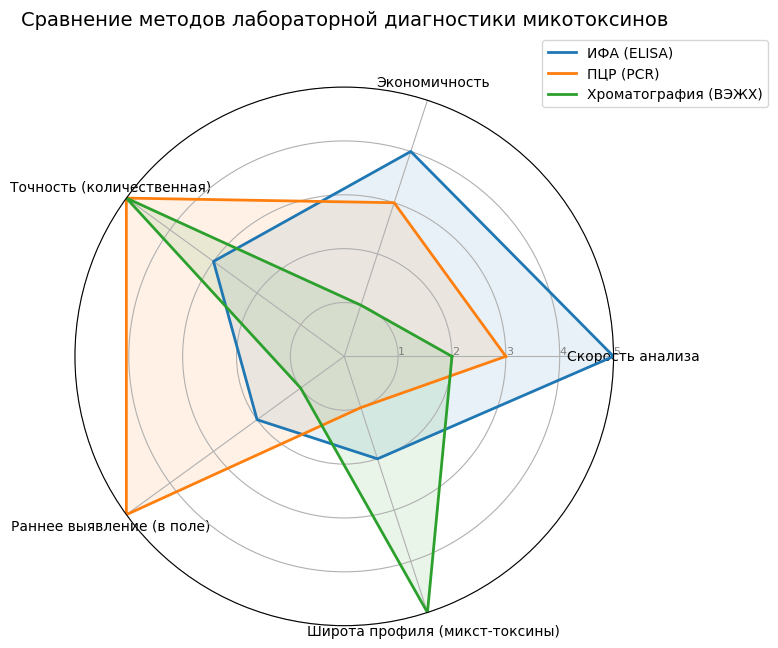 Сравнение методов лабораторной диагностики микотоксинов
ИФА (ELISA)
ПЦР (PCR)
Хроматография (ВЭЖХ)
Экономичность
Точность (количественная)
1 2 3 4 5
Скорость анализа
Раннее выявление (в поле)
Широта профиля (микст-токсины)